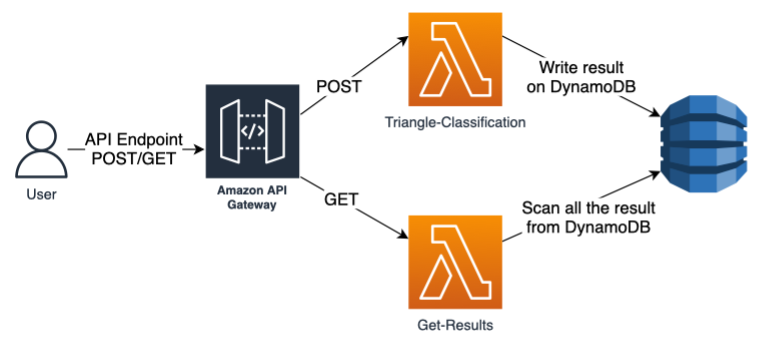 API Endpoint
POST/GET
User
</>
Amazon API
Gateway
POST
GET
Triangle-Classification
Write result
on DynamoDB
Get-Results
Scan all the result
from DynamoDB